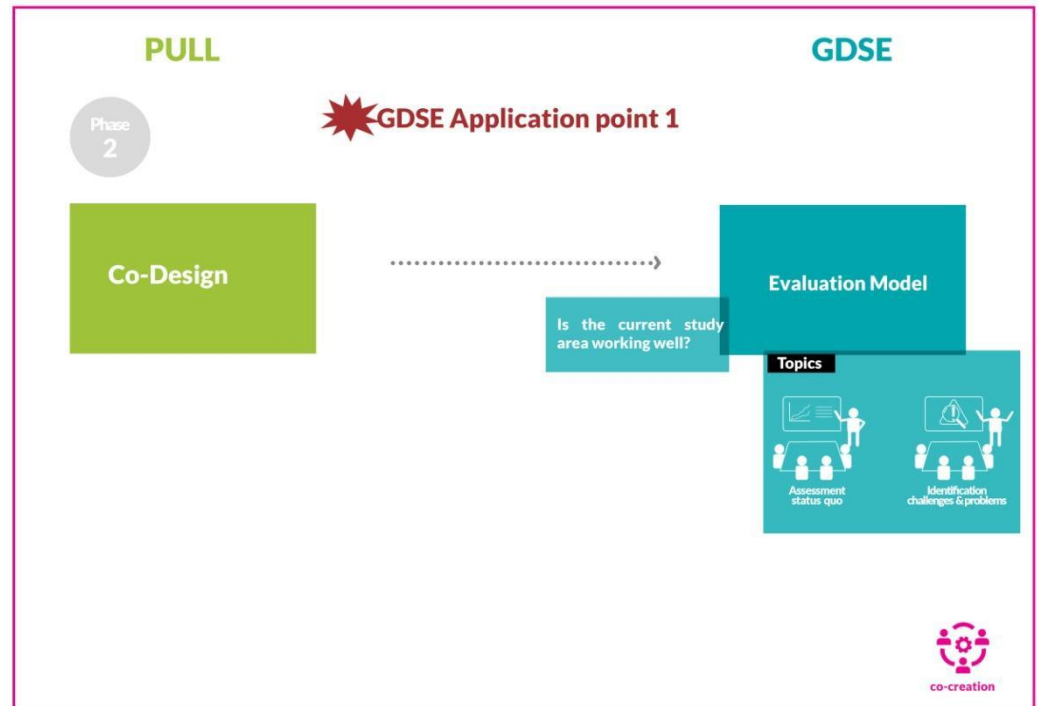 PULL
GDSE
Phase
2
GDSE Application point 1
Co-Design
Evaluation Model
Is the current study
area working well?
Topics
Assessment
status quo
Identification
challenges & problems
co-creation